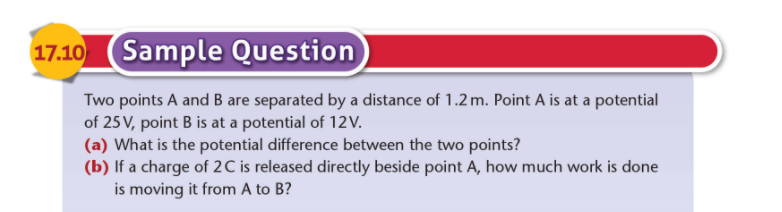 17.10 Sample Question
Two points A and B are separated by a distance of 1.2 m. Point A is at a potential
of 25 V, point B is at a potential of 12 V.
(a) What is the potential difference between the two points?
(b) If a charge of 2 C is released directly beside point A, how much work is done
is moving it from A to B?